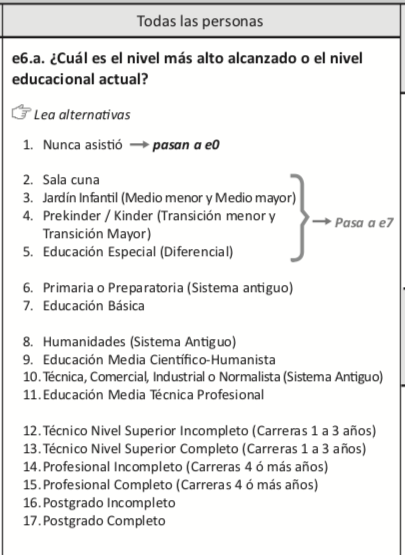 Todas las personas
e6.a. ¿Cuál es el nivel más alto alcanzado o el nivel
educacional actual?
Lea alternativas
1. Nunca asistió → pasan a e0
2. Sala cuna
3. Jardín Infantil (Medio menor y Medio mayor)
4. Prekinder / Kinder (Transición menor y
Transición Mayor)
→ Pasa a e7
5. Educación Especial (Diferencial)
6. Primaria o Preparatoria (Sistema antiguo)
7. Educación Básica
8. Humanidades (Sistema Antiguo)
9. Educación Media Científico-Humanista
10. Técnica, Comercial, Industrial o Normalista (Sistema Antiguo)
11. Educación Media Técnica Profesional
12. Técnico Nivel Superior Incompleto (Carreras 1 a 3 años)
13. Técnico Nivel Superior Completo (Carreras 1 a 3 años)
14. Profesional Incompleto (Carreras 4 ó más años)
15. Profesional Completo (Carreras 4 ó más años)
16. Postgrado Incompleto
17. Postgrado Completo